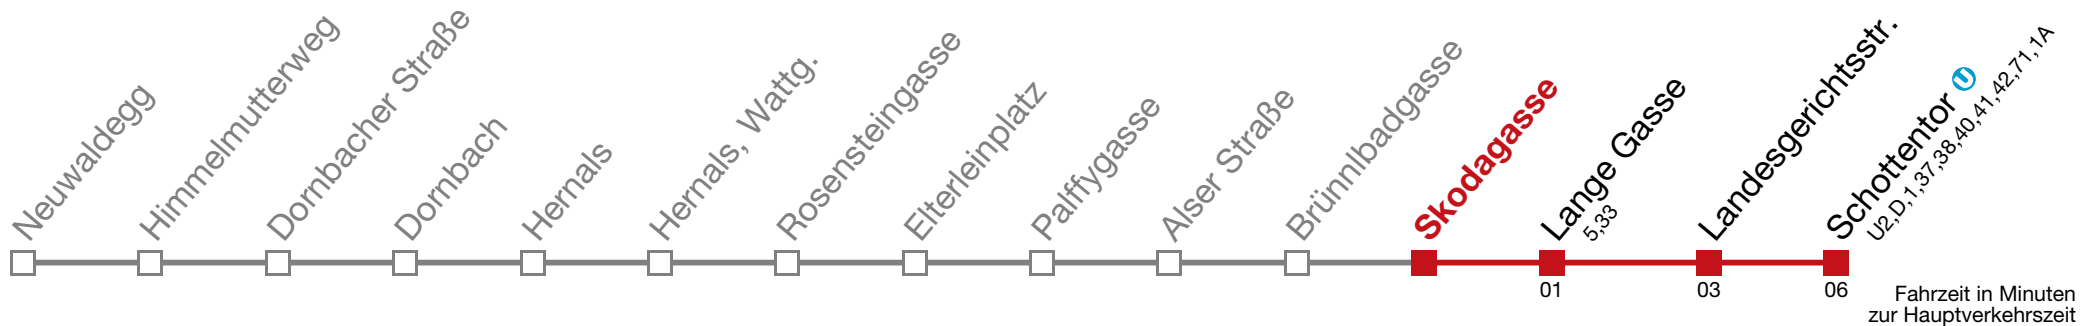 Neuwaldegg
Himmelmutterweg
Dornbacher Straße
Dornbach
Hernals
Hernals, Wattg.
Rosensteingasse
Elterleinplatz
Palffygasse
Alser Straße
Brünnlbadgasse
Skodagasse
Lange Gasse
5,33
Landesgerichtsstr.
Schottentor U
U2,D,1,37,38,40,41,42,71,1A
01
03
06
Fahrzeit in Minuten
zur Hauptverkehrszeit